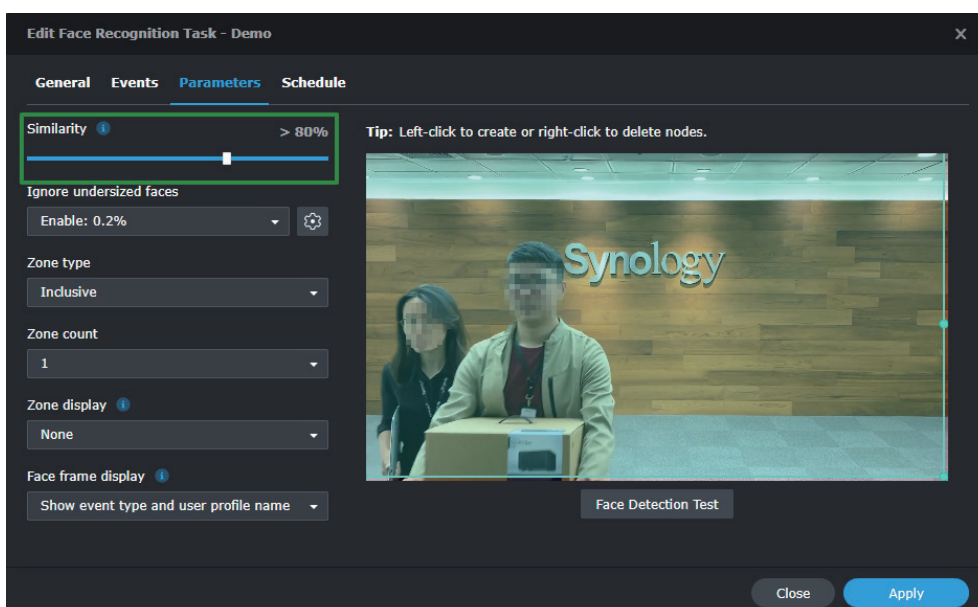 Edit Face Recognition Task - Demo
General Events Parameters Schedule
Similarity > 80%
Tip: Left-click to create or right-click to delete nodes.
Ignore undersized faces
Enable: 0.2%
Synology
Zone type
Inclusive
Zone count
1
Zone display
None
Face frame display
Show event type and user profile name
Face Detection Test
Close Apply